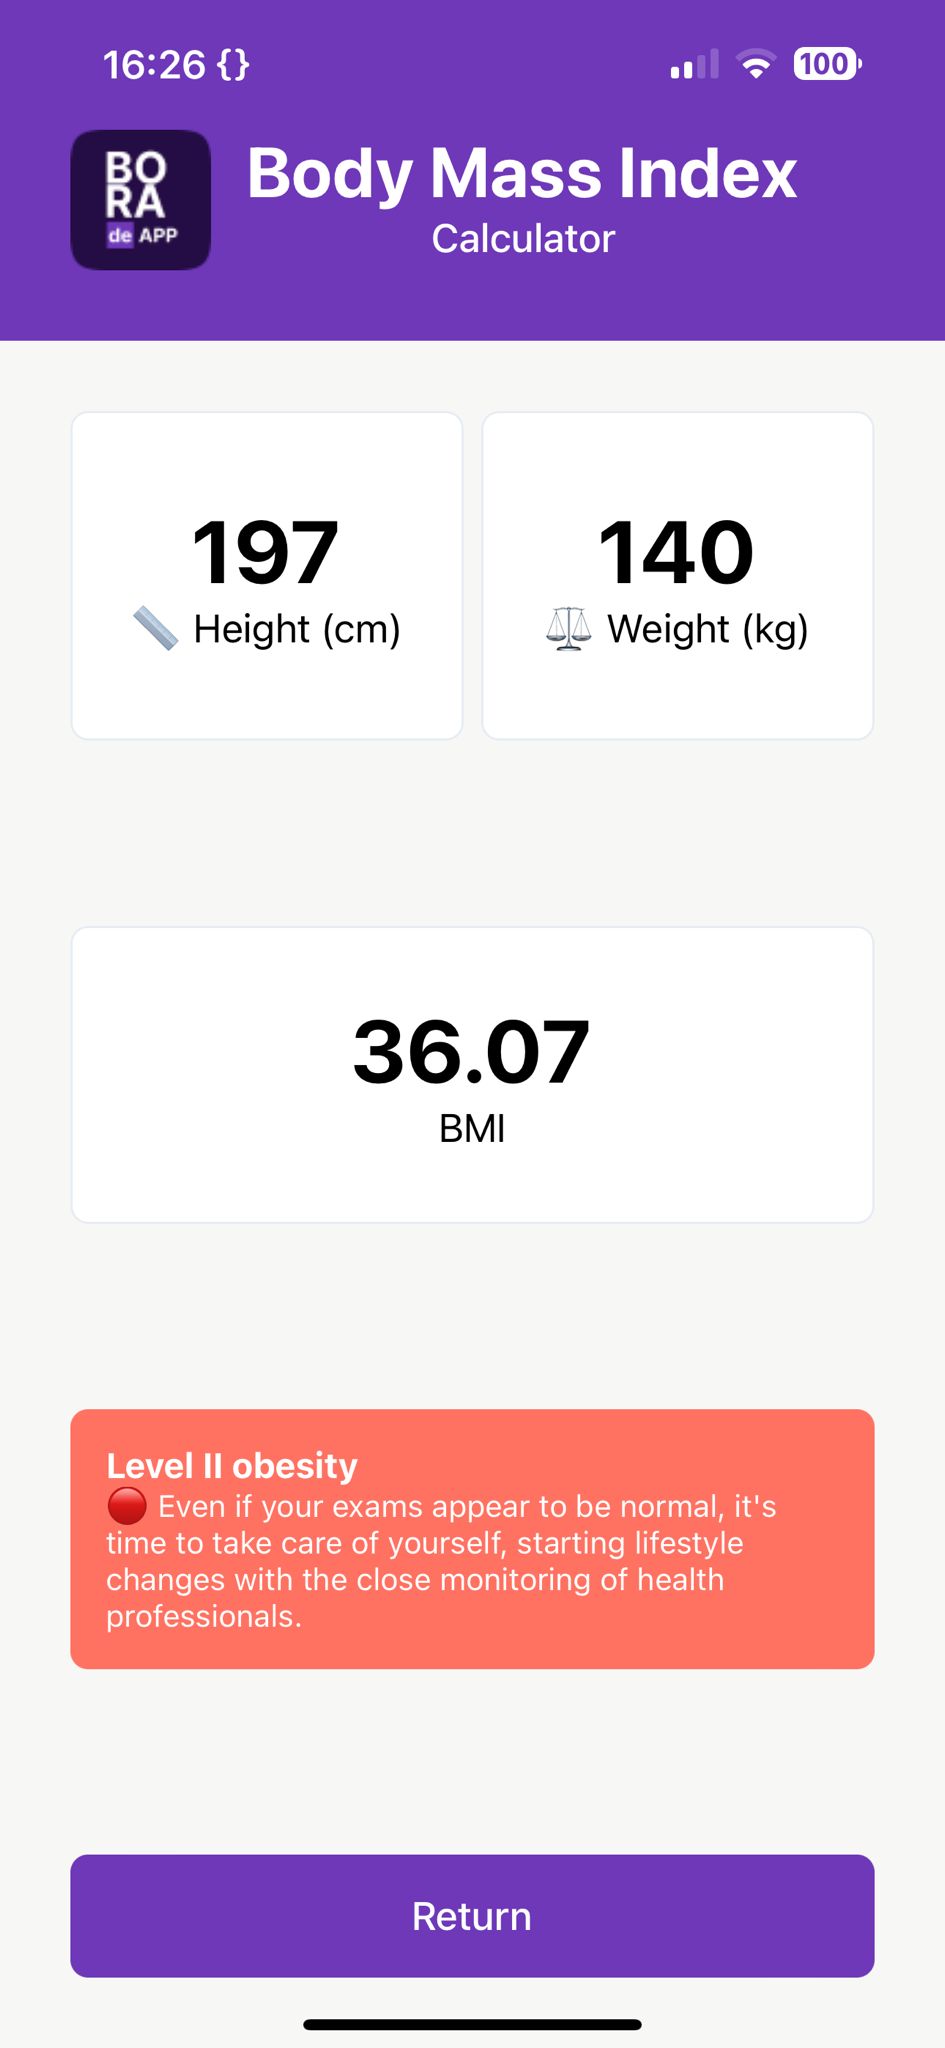 16:26 {}
100
BO
RA
de APP
Body Mass Index
Calculator
197
📏 Height (cm)
140
⚖️ Weight (kg)
36.07
BMI
Level II obesity
🔴 Even if your exams appear to be normal, it's
time to take care of yourself, starting lifestyle
changes with the close monitoring of health
professionals.
Return